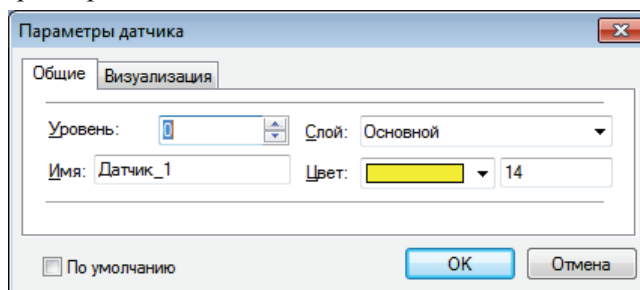 Параметры датчика
Общие Визуализация
Уровень: 0 Слой: Основной
Имя: Датчик_1 Цвет: 14
По умолчанию OK Отмена